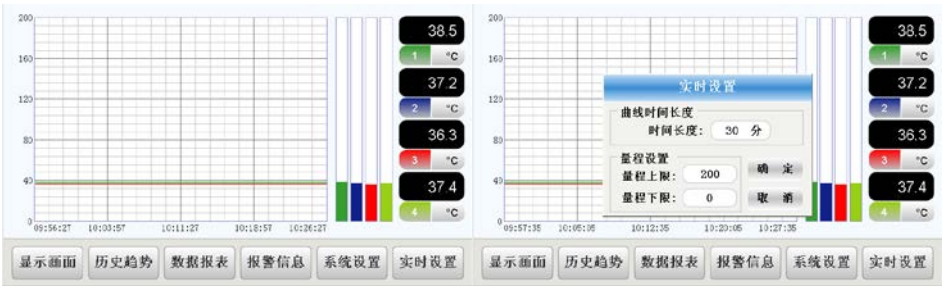 200
160
120
80
40
0
09:56:27 10:03:57 10:11:27 10:18:57 10:26:27
38.5
1 °C
37.2
2 °C
36.3
3 °C
37.4
4 °C
显示画面 历史趋势 数据报表 报警信息 系统设置 实时设置
200
160
120
80
40
0
09:57:35 10:05:05 10:12:35 10:20:05 10:27:35
实时设置
曲线时间长度
时间长度: 30 分
量程设置
量程上限: 200
量程下限: 0
确 定
取 消
38.5
1 °C
37.2
2 °C
36.3
3 °C
37.4
4 °C
显示画面 历史趋势 数据报表 报警信息 系统设置 实时设置